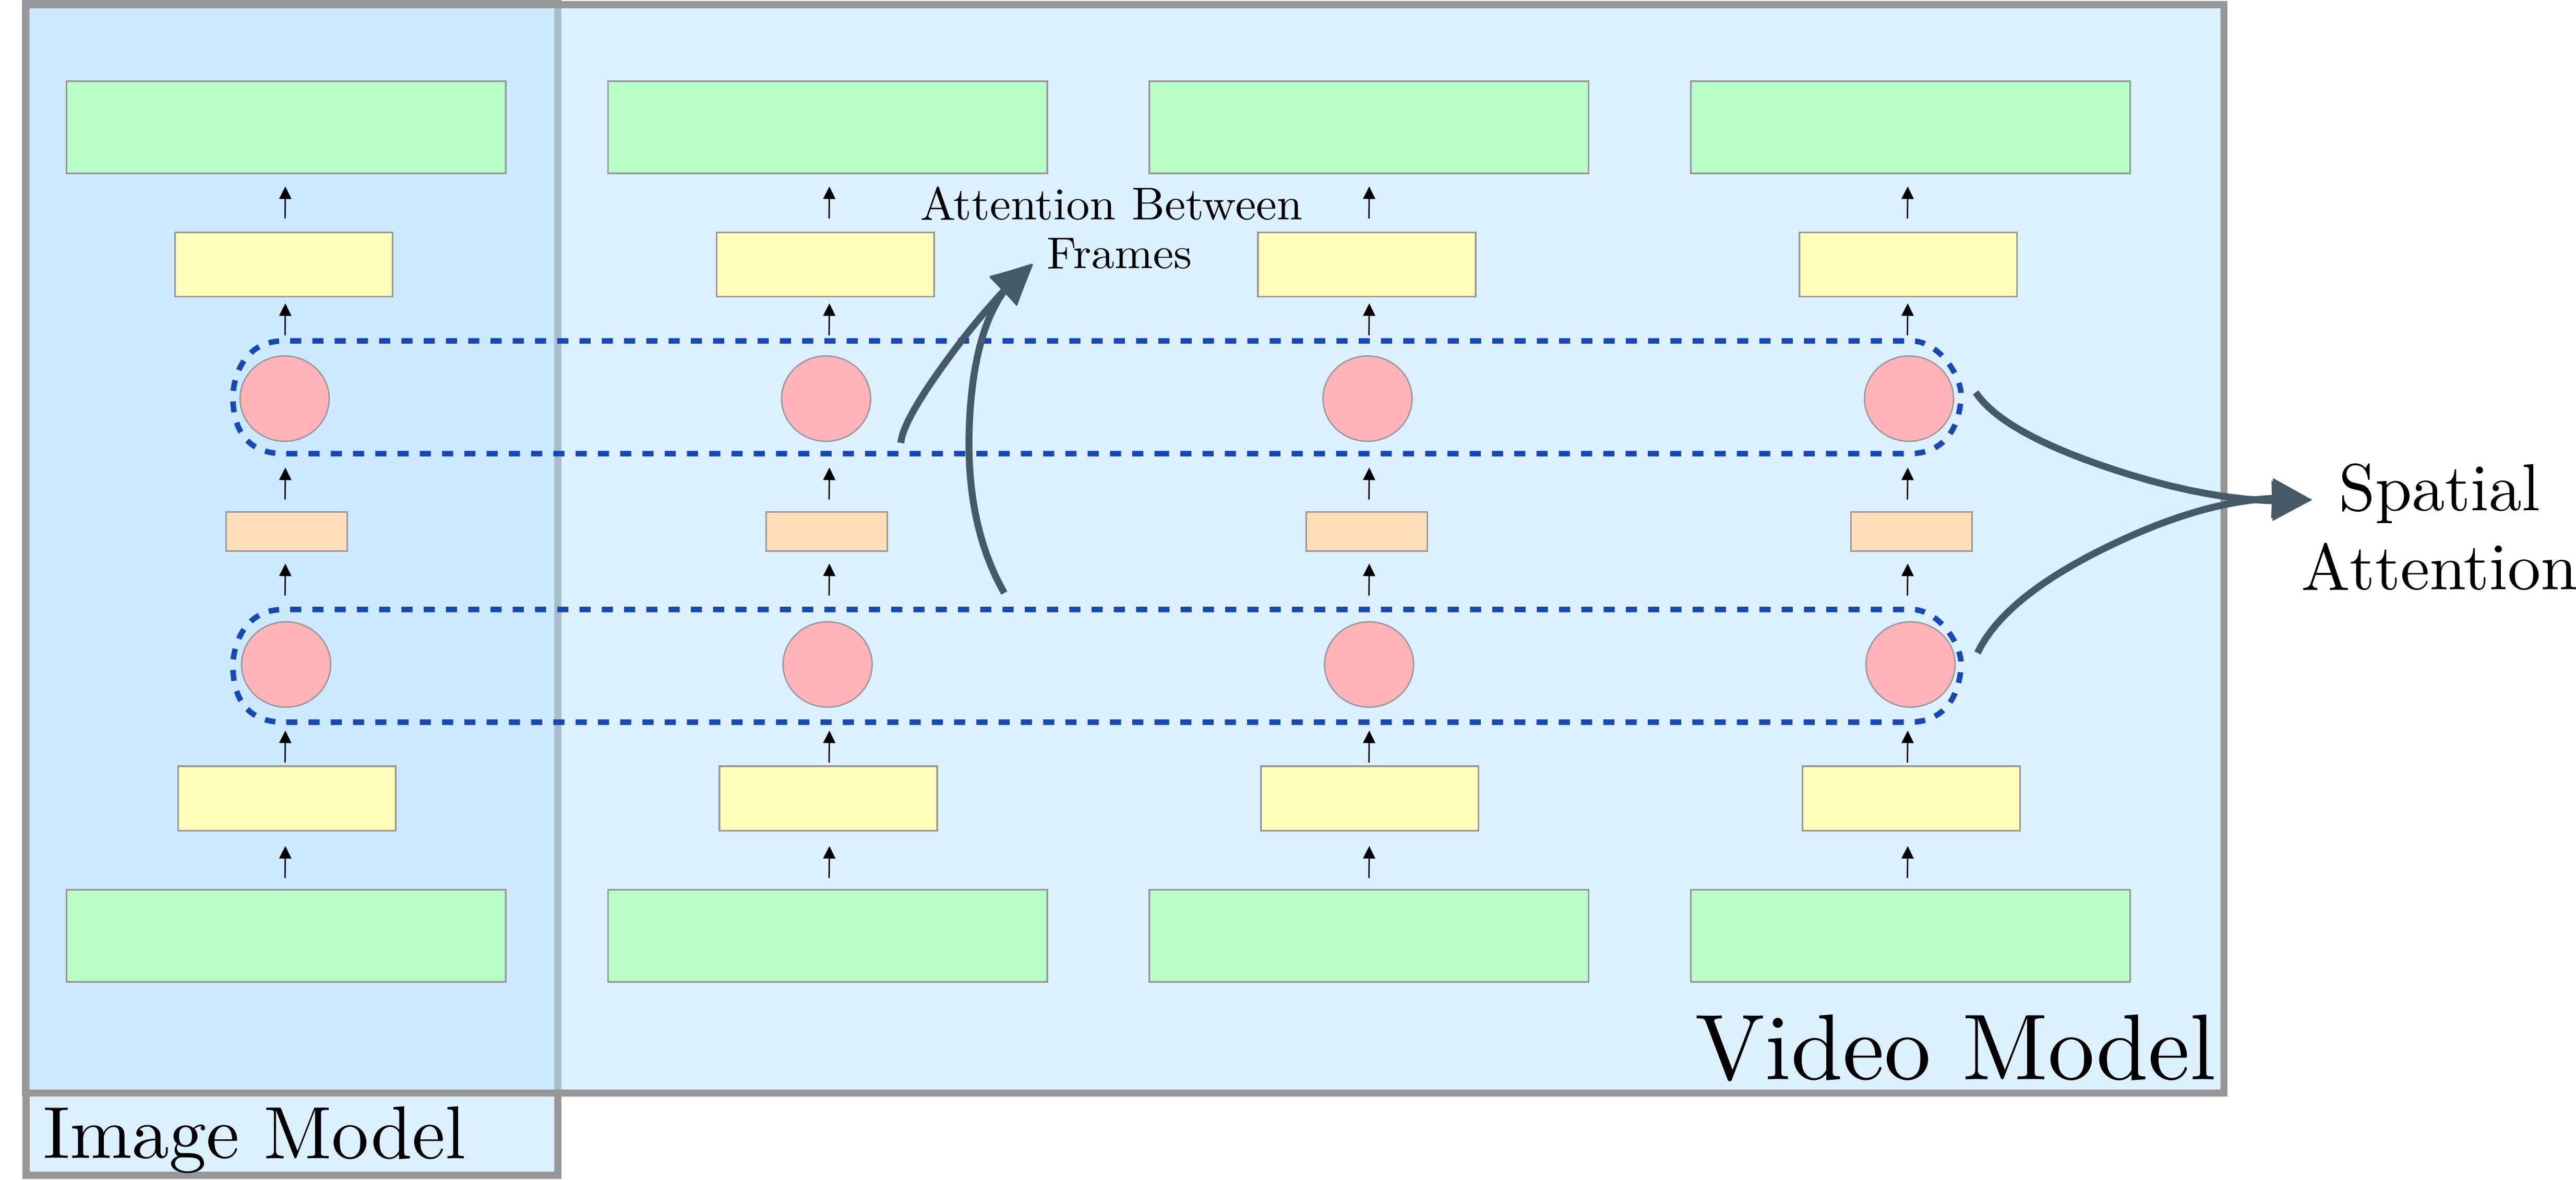 Attention Between
Frames
Spatial
Attention
Video Model
Image Model